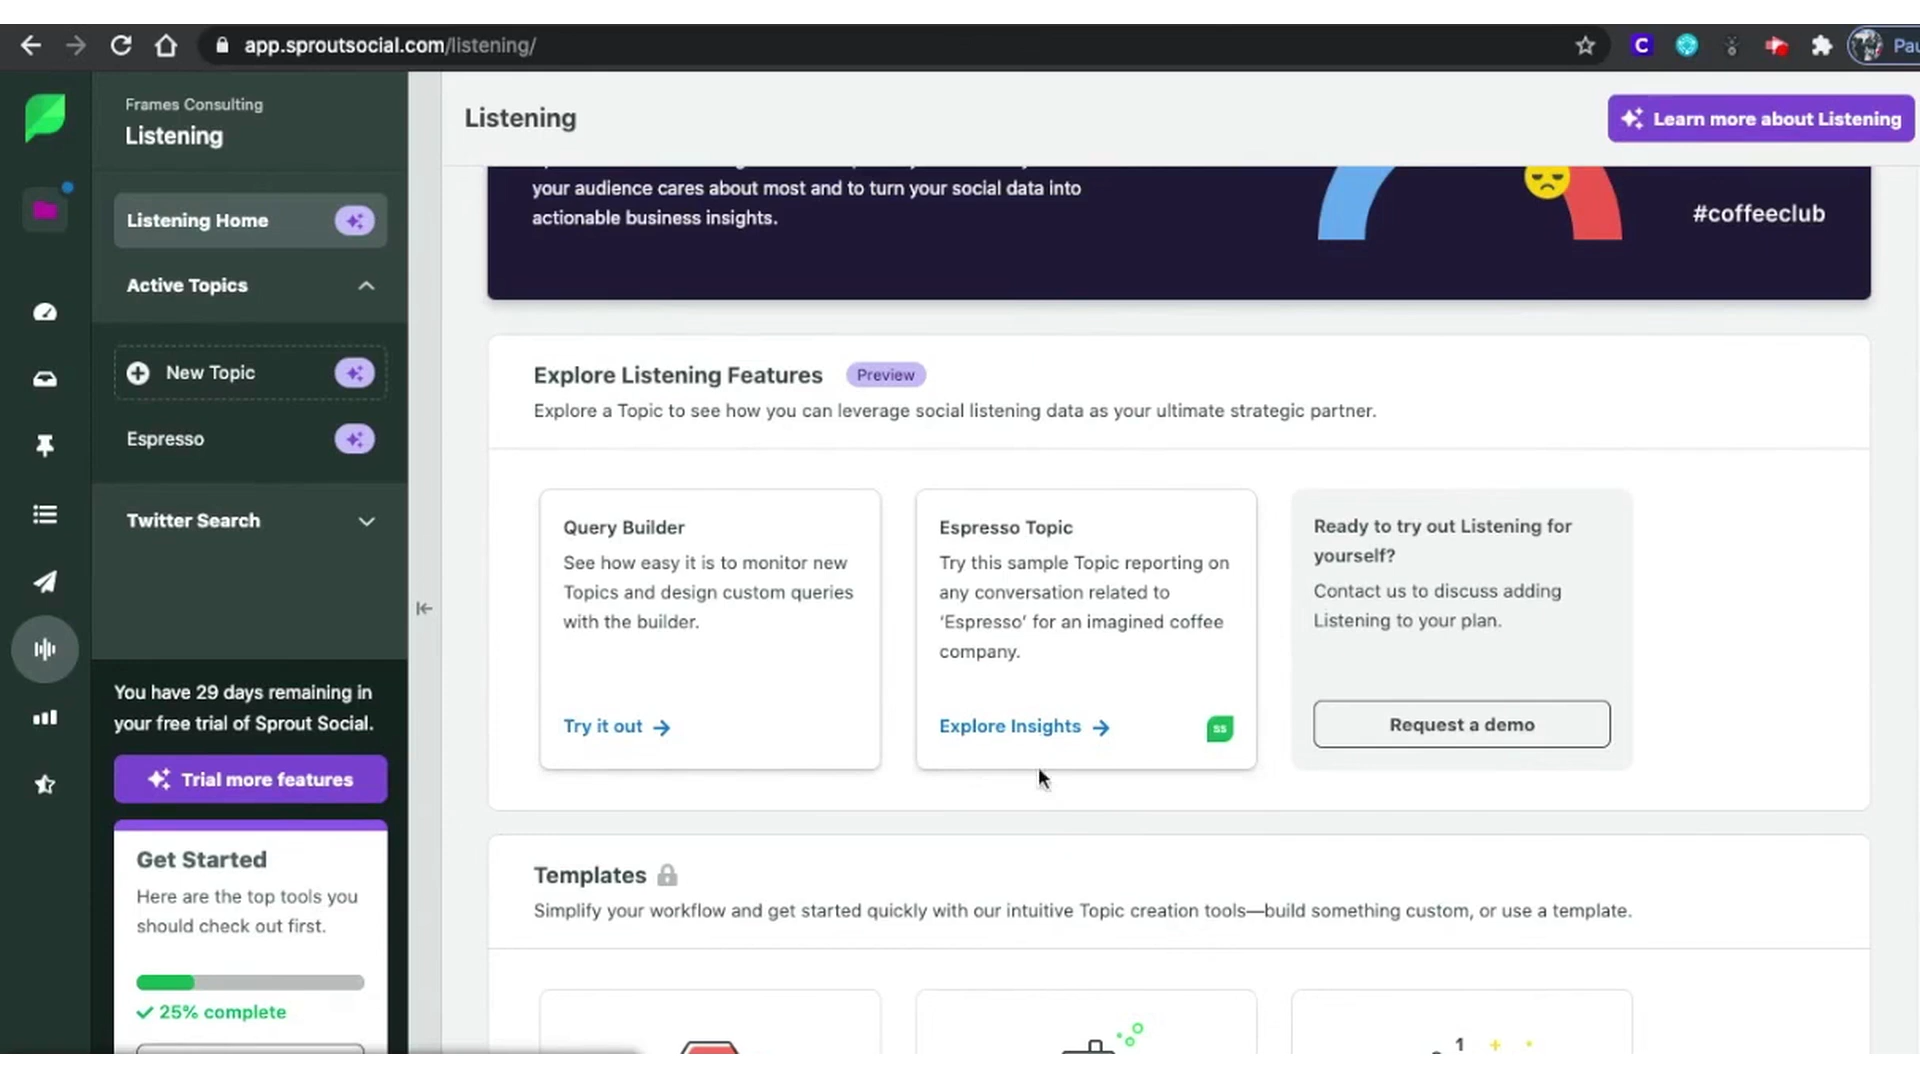 app.sproutsocial.com/listening/
C
Pau
Frames Consulting
Listening
Listening
Learn more about Listening
Listening Home
Active Topics
New Topic
Espresso
Twitter Search
your audience cares about most and to turn your social data into
actionable business insights.
#coffeeclub
Explore Listening Features
Preview
Explore a Topic to see how you can leverage social listening data as your ultimate strategic partner.
Query Builder
See how easy it is to monitor new
Topics and design custom queries
with the builder.
Try it out
Espresso Topic
Try this sample Topic reporting on
any conversation related to
‘Espresso’ for an imagined coffee
company.
Explore Insights
ss
Ready to try out Listening for
yourself?
Contact us to discuss adding
Listening to your plan.
Request a demo
You have 29 days remaining in
your free trial of Sprout Social.
Trial more features
Get Started
Here are the top tools you
should check out first.
25% complete
Templates
Simplify your workflow and get started quickly with our intuitive Topic creation tools—build something custom, or use a template.
1